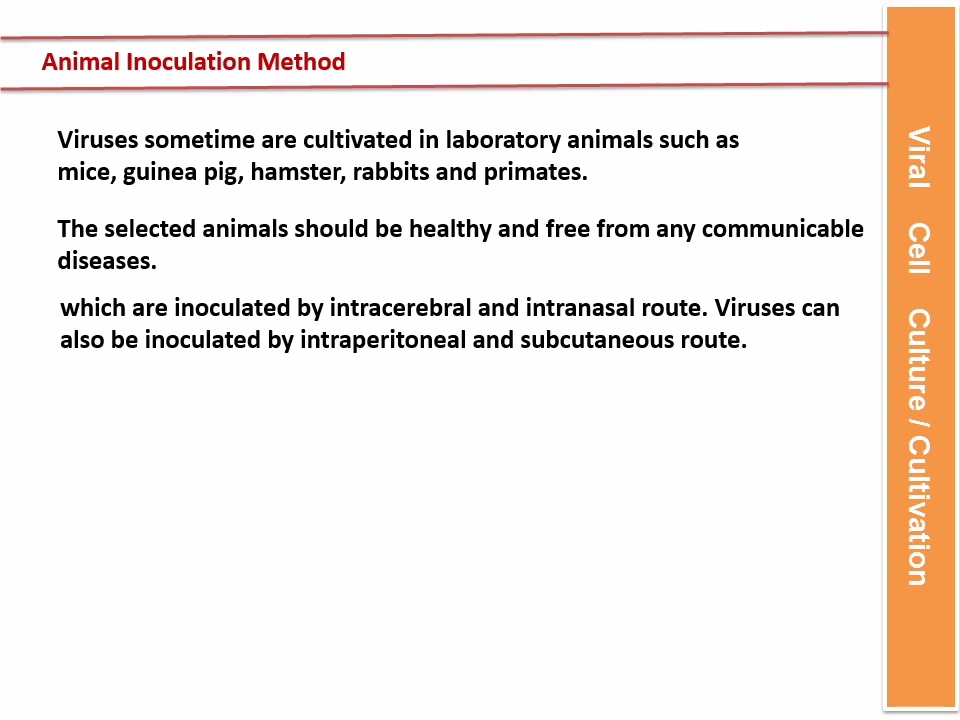 Animal Inoculation Method
Viruses sometime are cultivated in laboratory animals such as
mice, guinea pig, hamster, rabbits and primates.
The selected animals should be healthy and free from any communicable
diseases.
which are inoculated by intracerebral and intranasal route. Viruses can
also be inoculated by intraperitoneal and subcutaneous route.
Viral Cell Culture / Cultivation